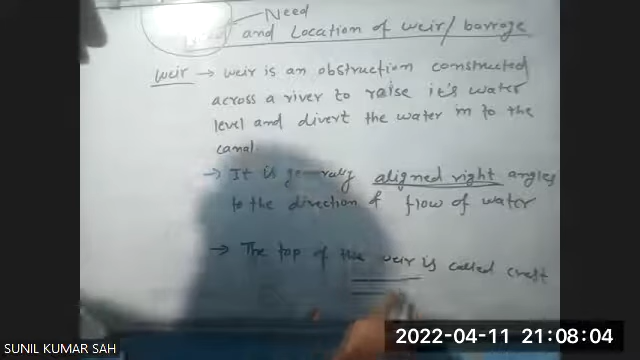 Need
and Location of weir/barrage
weir → weir is an obstruction constructed
across a river to raise it's water
level and divert the water in to the
canal.
→ It is generally aligned right angles
to the direction of flow of water
→ The top of the weir is called crest
SUNIL KUMAR SAH
2022-04-11 21:08:04